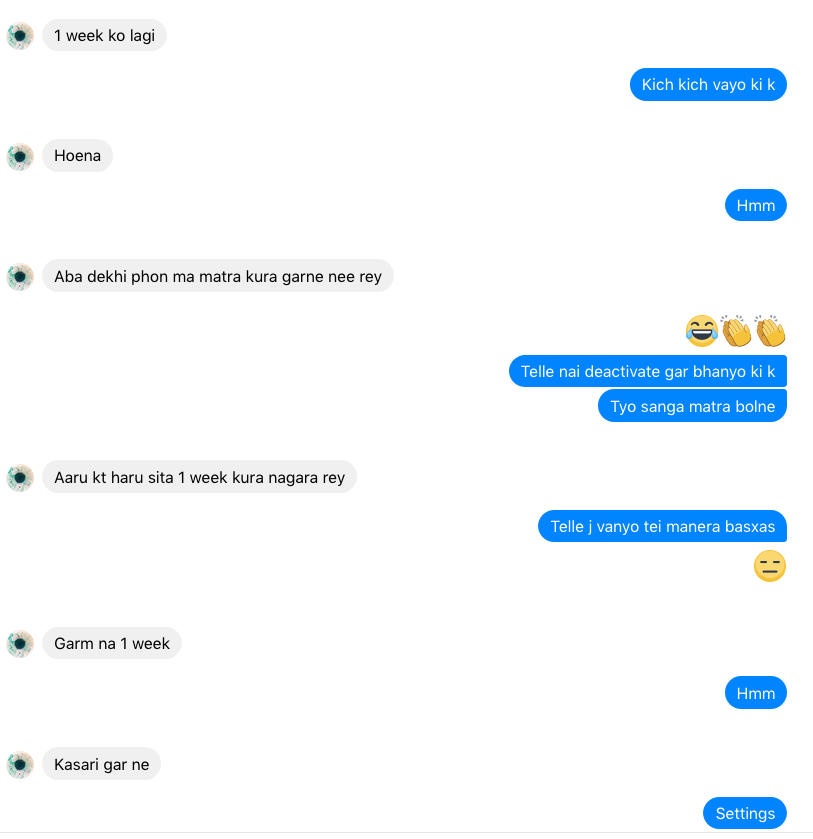 1 week ko lagi
Kich kich vayo ki k
Hoena
Hmm
Aba dekhi phon ma matra kura garne nee rey
😂👏👏
Telle nai deactivate gar bhanyo ki k
Tyo sanga matra bolne
Aaru kt haru sita 1 week kura nagara rey
Telle j vanyo tei manera basxas
😑
Garm na 1 week
Hmm
Kasari gar ne
Settings